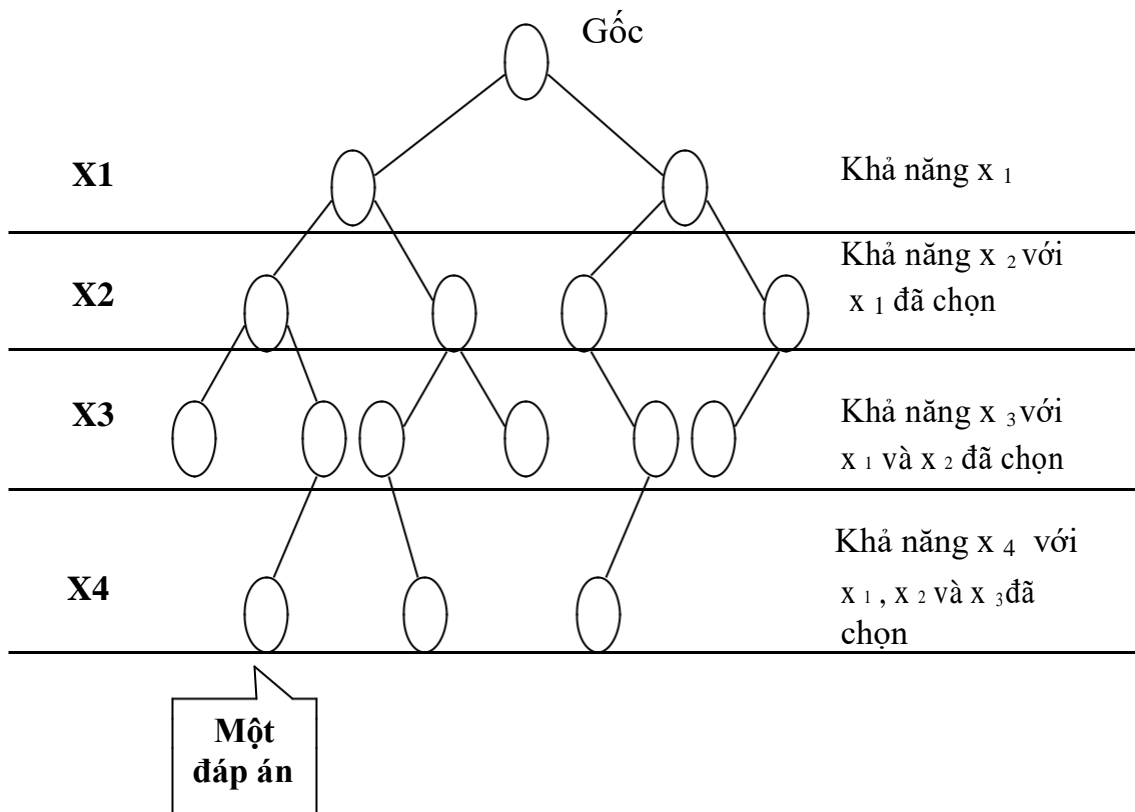 Gốc
X1
Khả năng x 1
X2
Khả năng x 2 với
x 1 đã chọn
X3
Khả năng x 3 với
x 1 và x 2 đã chọn
X4
Khả năng x 4 với
x 1 , x 2 và x 3 đã
chọn
Một
đáp án